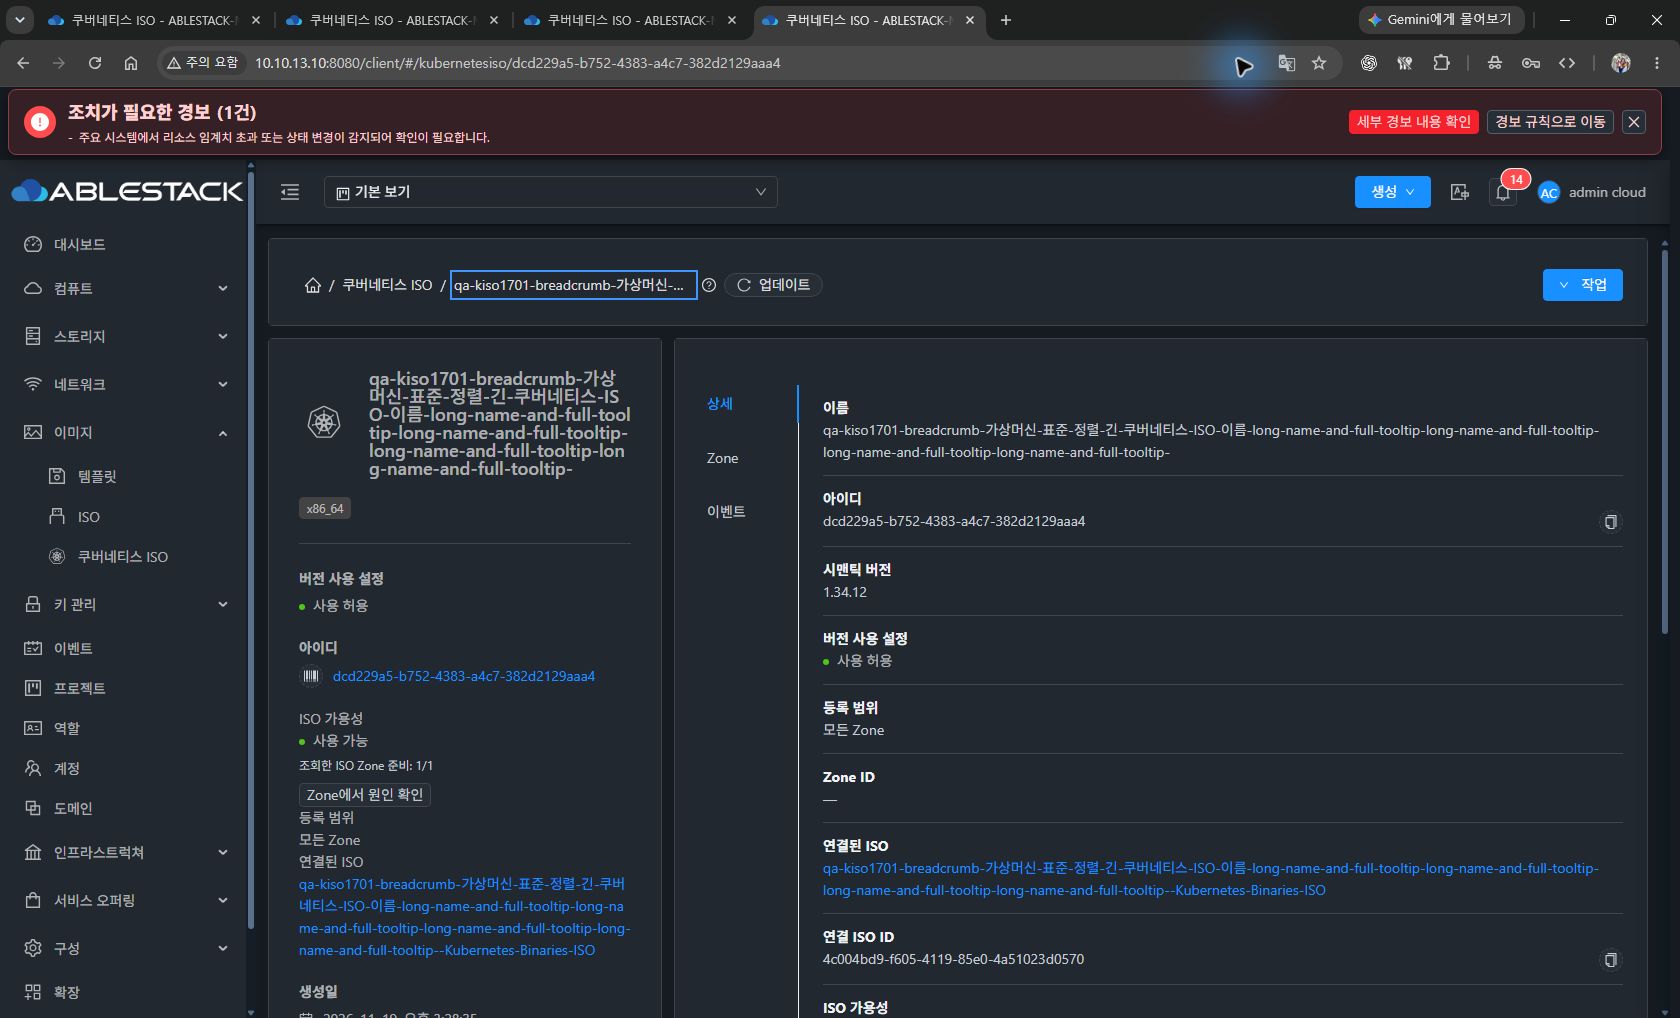 쿠버네티스 ISO - ABLESTACK-
쿠버네티스 ISO - ABLESTACK-
쿠버네티스 ISO - ABLESTACK-
쿠버네티스 ISO - ABLESTACK-
Gemini에게 물어보기
주의 요함
10.10.13.10:8080/client/#/kubernetesiso/dcd229a5-b752-4383-a4c7-382d2129aaa4
조치가 필요한 경보 (1건)
- 주요 시스템에서 리소스 임계치 초과 또는 상태 변경이 감지되어 확인이 필요합니다.
세부 경보 내용 확인
경보 규칙으로 이동
ABLESTACK
기본 보기
생성
14
AC
admin cloud
대시보드
컴퓨트
스토리지
네트워크
이미지
템플릿
ISO
쿠버네티스 ISO
키 관리
이벤트
프로젝트
역할
계정
도메인
인프라스트럭쳐
서비스 오퍼링
구성
확장
/ 쿠버네티스 ISO / qa-kiso1701-breadcrumb-가상머신-...
업데이트
작업
qa-kiso1701-breadcrumb-가상
머신-표준-정렬-긴-쿠버네티스-IS
O-이름-long-name-and-full-tool
tip-long-name-and-full-tooltip-
long-name-and-full-tooltip-lon
g-name-and-full-tooltip-
x86_64
버전 사용 설정
사용 허용
아이디
dcd229a5-b752-4383-a4c7-382d2129aaa4
ISO 가용성
사용 가능
조회한 ISO Zone 준비: 1/1
Zone에서 원인 확인
등록 범위
모든 Zone
연결된 ISO
qa-kiso1701-breadcrumb-가상머신-표준-정렬-긴-쿠버
네티스-ISO-이름-long-name-and-full-tooltip-long-na
me-and-full-tooltip-long-name-and-full-tooltip-long-
name-and-full-tooltip--Kubernetes-Binaries-ISO
생성일
상세
Zone
이벤트
이름
qa-kiso1701-breadcrumb-가상머신-표준-정렬-긴-쿠버네티스-ISO-이름-long-name-and-full-tooltip-long-name-and-full-tooltip-
long-name-and-full-tooltip-long-name-and-full-tooltip-
아이디
dcd229a5-b752-4383-a4c7-382d2129aaa4
시맨틱 버전
1.34.12
버전 사용 설정
사용 허용
등록 범위
모든 Zone
Zone ID
—
연결된 ISO
qa-kiso1701-breadcrumb-가상머신-표준-정렬-긴-쿠버네티스-ISO-이름-long-name-and-full-tooltip-long-name-and-full-tooltip-
long-name-and-full-tooltip-long-name-and-full-tooltip--Kubernetes-Binaries-ISO
연결 ISO ID
4c004bd9-f605-4119-85e0-4a51023d0570
ISO 가용성